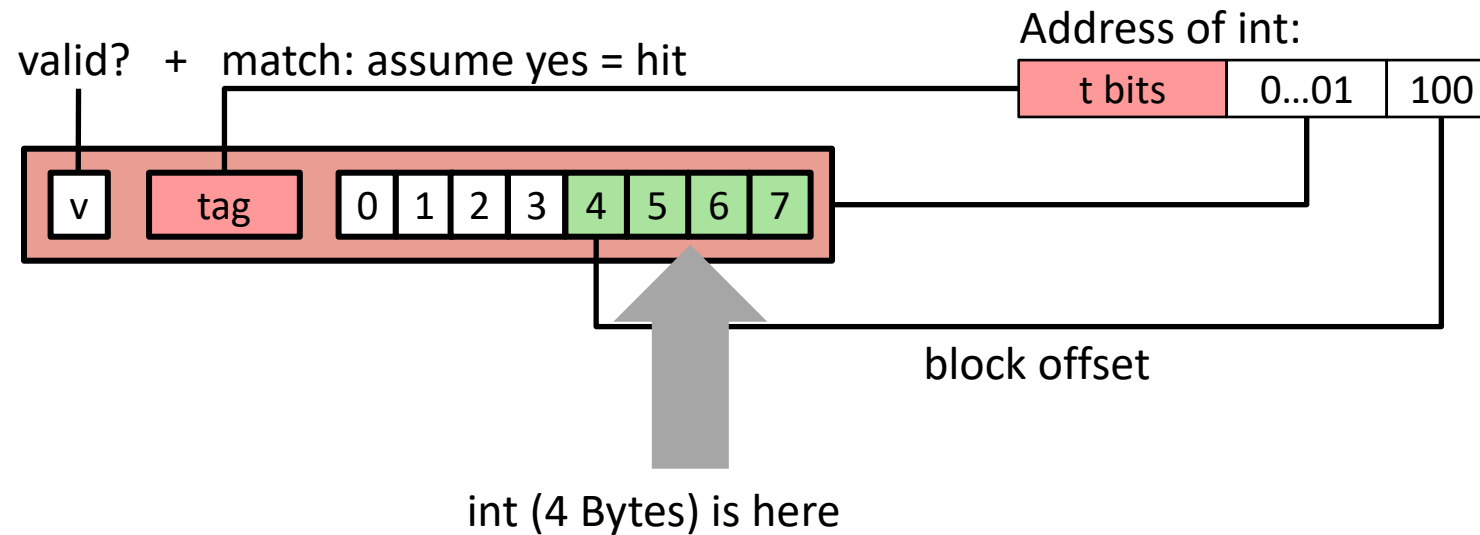 Address of int:
valid? + match: assume yes = hit
t bits 0…01 100
v tag 0 1 2 3 4 5 6 7
block offset
int (4 Bytes) is here